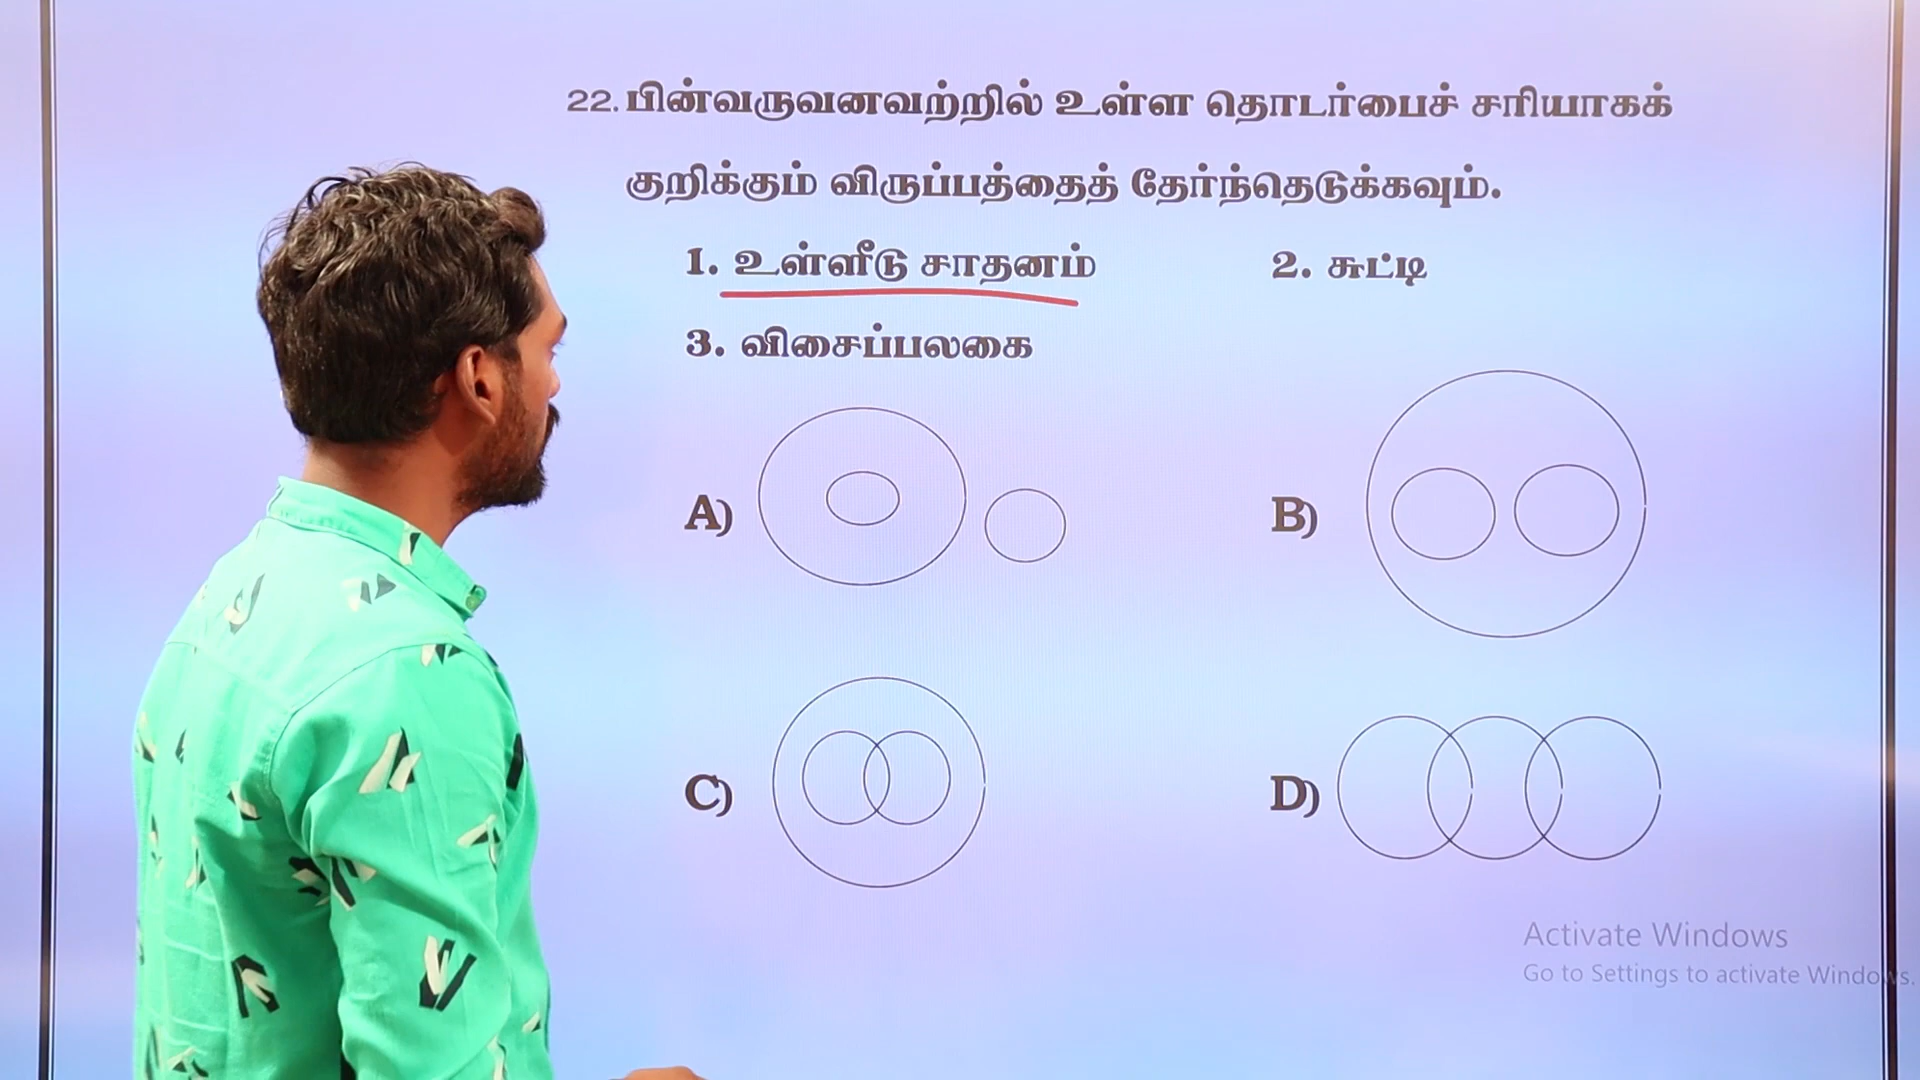 22. பின்வருவனவற்றில் உள்ள தொடர்பைச் சரியாகக்
குறிக்கும் விருப்பத்தைத் தேர்ந்தெடுக்கவும்.
1. உள்ளீடு சாதனம் 2. சுட்டி
3. விசைப்பலகை
A) B)
C) D)
Activate Windows
Go to Settings to activate Windows.